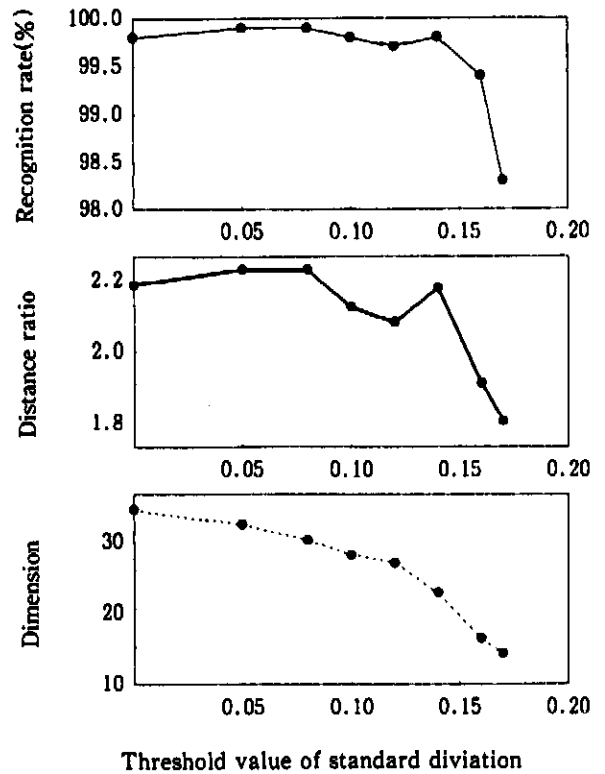 Recognition rate(%)
100.0
99.5
99.0
98.5
98.0
0.05 0.10 0.15 0.20
Distance ratio
2.2
2.0
1.8
0.05 0.10 0.15 0.20
Dimension
30
20
10
0.05 0.10 0.15 0.20
Threshold value of standard diviation